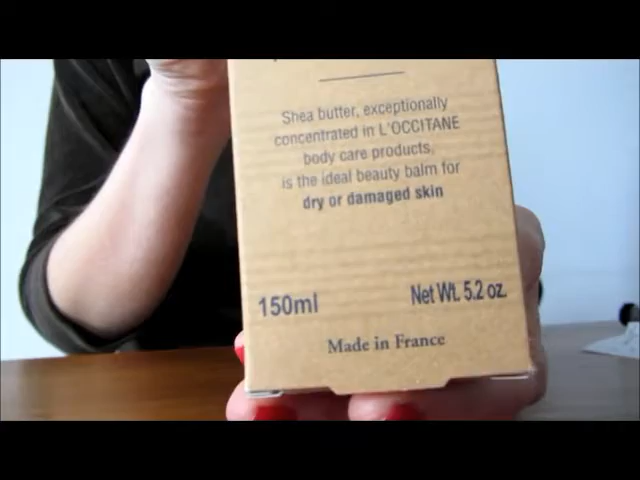 Shea butter, exceptionally
concentrated in L'OCCITANE
body care products,
is the ideal beauty balm for
dry or damaged skin
150ml
Net Wt. 5.2 oz.
Made in France